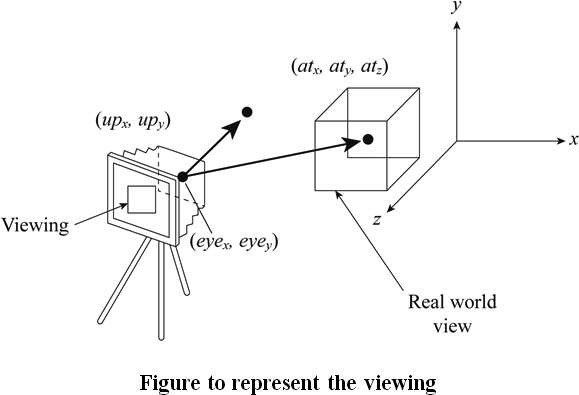 y
(atx, aty, atz)
(upx, upy)
x
z
Viewing
(eyex, eyey)
Real world
view
Figure to represent the viewing